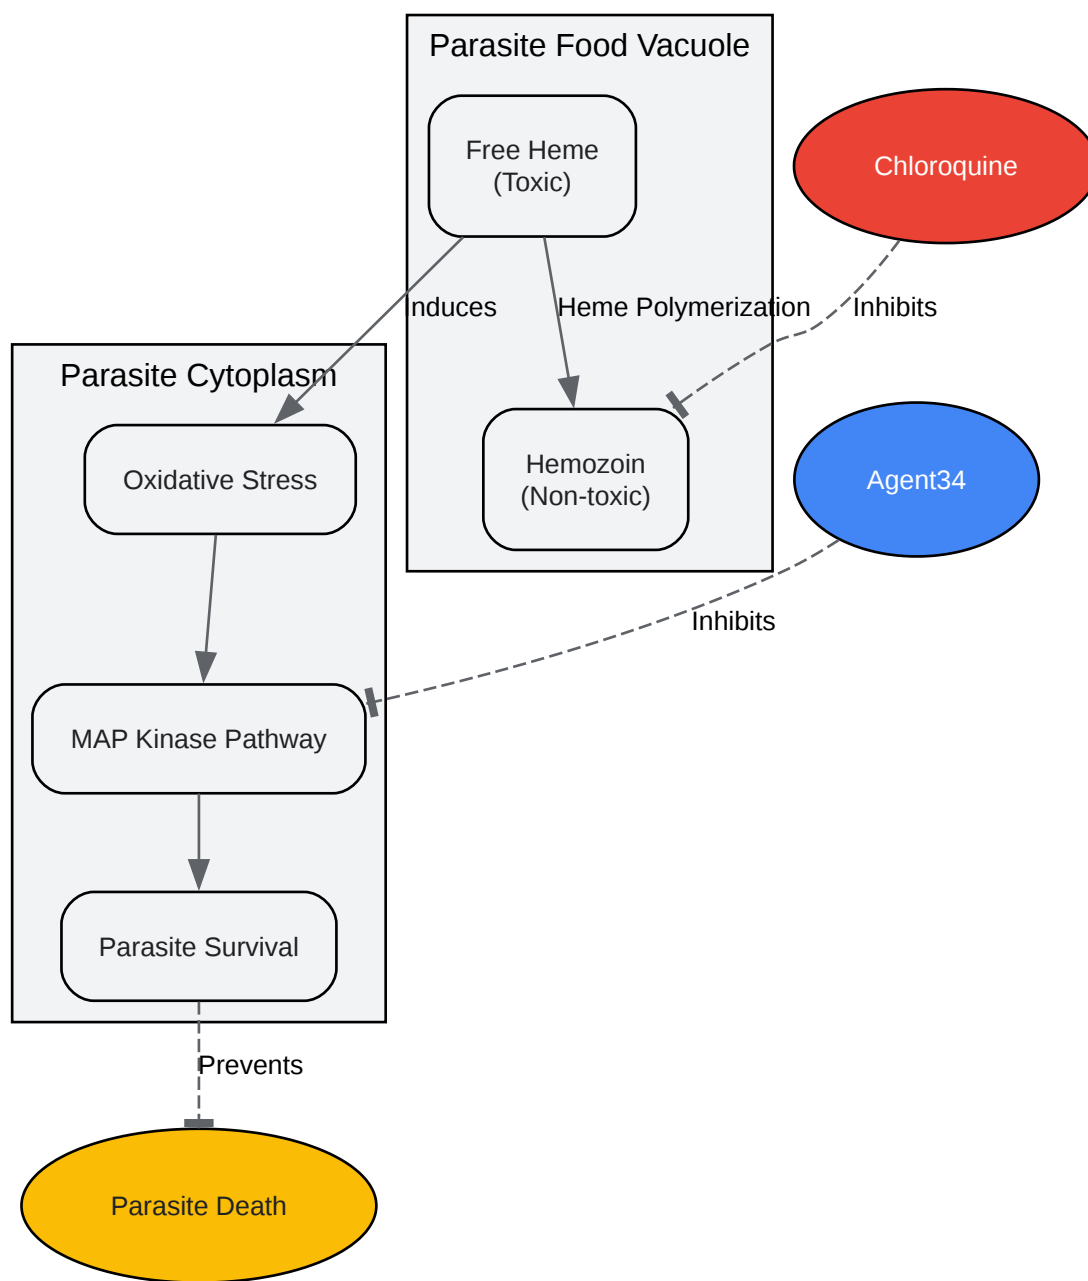 Parasite Food Vacuole
Free Heme
(Toxic)
Chloroquine
Induces
Heme Polymerization
Inhibits
Parasite Cytoplasm
Oxidative Stress
Hemozoin
(Non-toxic)
Agent34
Inhibits
MAP Kinase Pathway
Parasite Survival
Prevents
Parasite Death